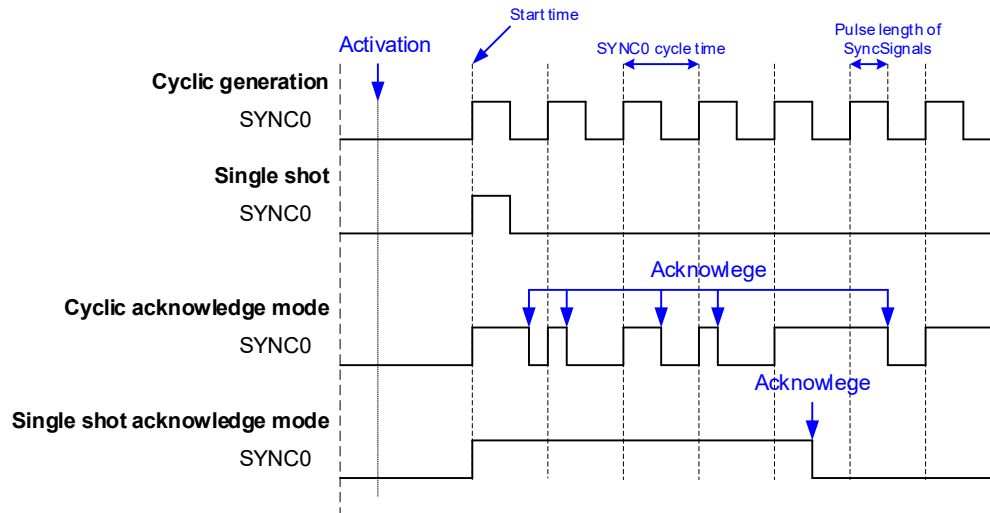 Start time
Activation
SYNC0 cycle time
Pulse length of
SyncSignals
Cyclic generation
SYNC0
Single shot
SYNC0
Acknowlege
Cyclic acknowledge mode
SYNC0
Acknowlege
Single shot acknowledge mode
SYNC0